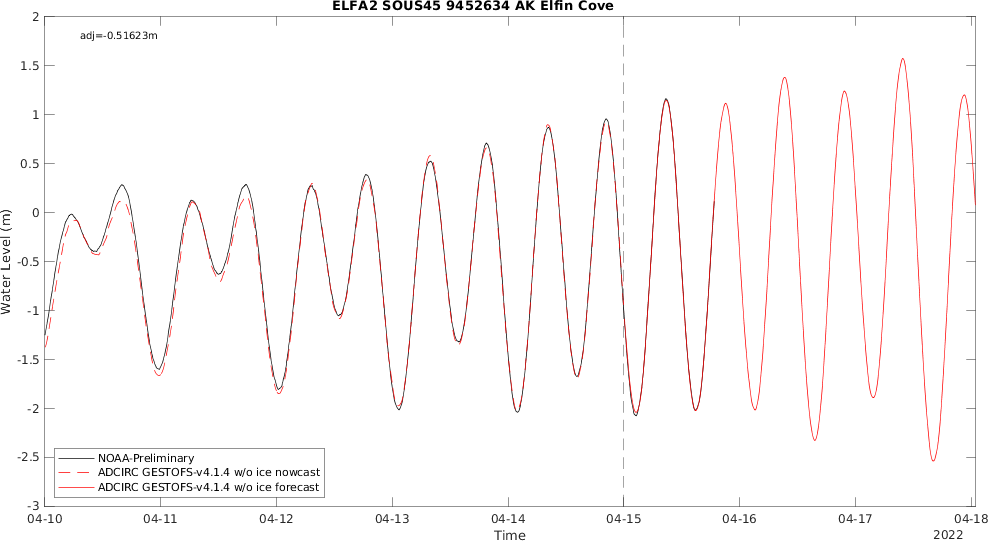 ELFA2 SOUS45 9452634 AK Elfin Cove
adj=-0.51623m
2
1.5
1
0.5
0
-0.5
-1
-1.5
-2
-2.5
-3
Water Level (m)
NOAA-Preliminary
ADCIRC GESTOFS-v4.1.4 w/o ice nowcast
ADCIRC GESTOFS-v4.1.4 w/o ice forecast
04-10 04-11 04-12 04-13 04-14 04-15 04-16 04-17 04-18
Time
2022